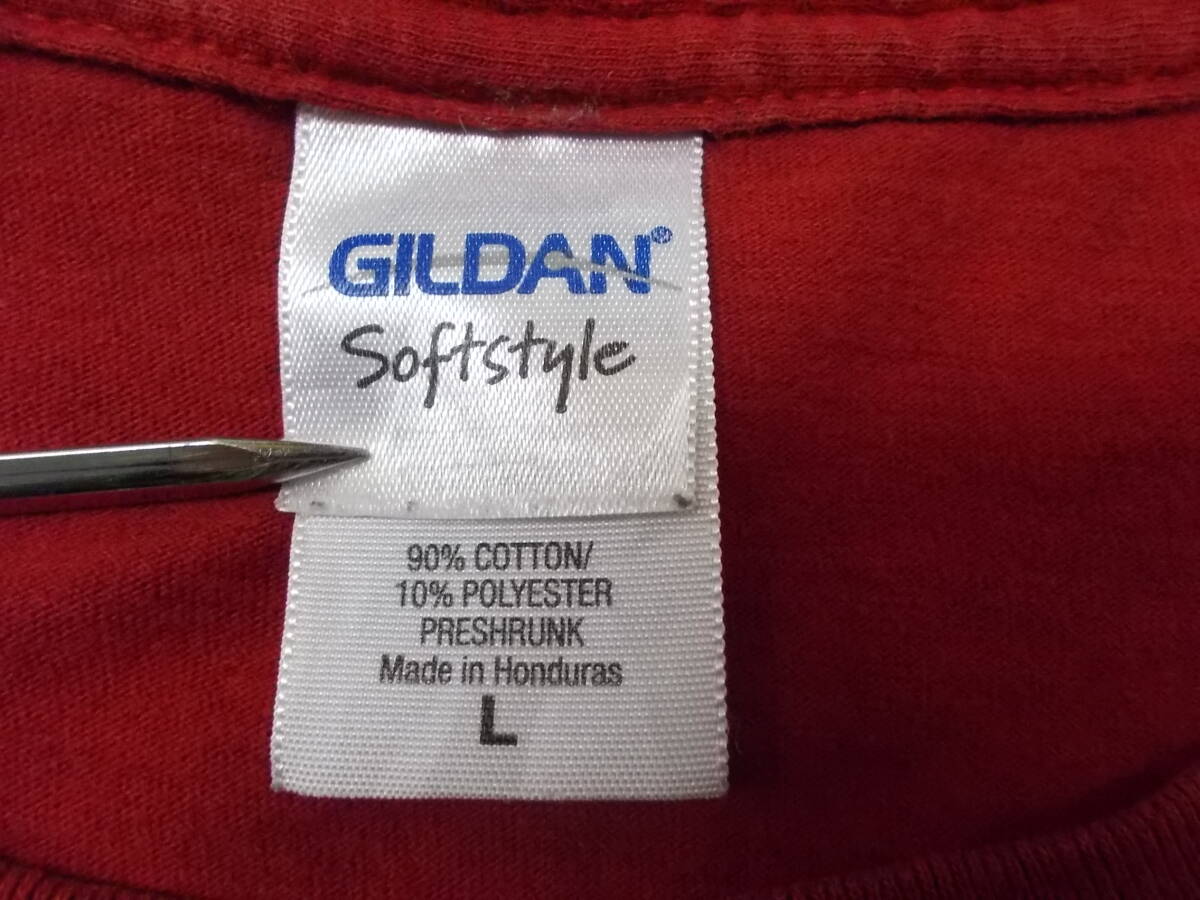 GILDAN®
Softstyle
90% COTTON/
10% POLYESTER
PRESHRUNK
Made in Honduras
L